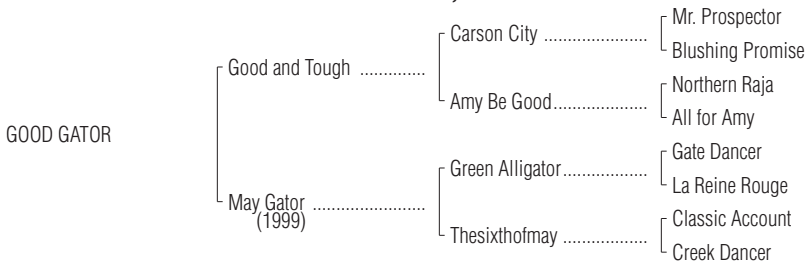 Mr. Prospector
Carson City ......................
Blushing Promise
Good and Tough ..............
Northern Raja
Amy Be Good....................
All for Amy
GOOD GATOR
Gate Dancer
Green Alligator..................
La Reine Rouge
May Gator ........................
(1999)
Classic Account
Thesixthofmay ..................
Creek Dancer